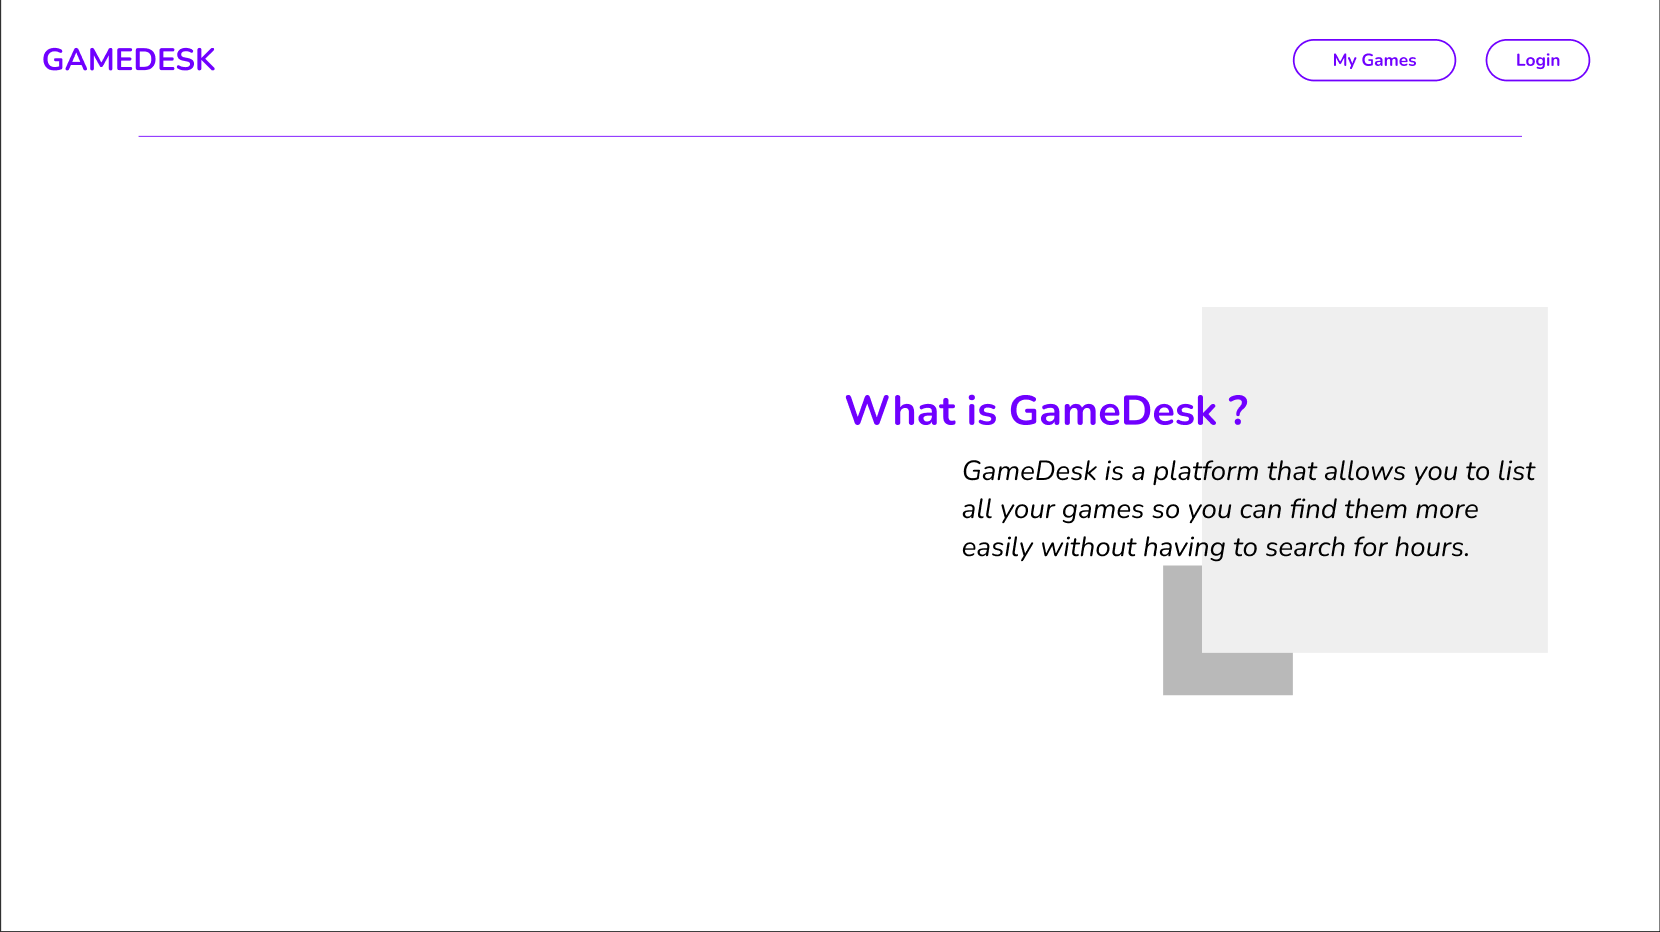 GAMEDESK
My Games
Login
What is GameDesk ?
GameDesk is a platform that allows you to list
all your games so you can find them more
easily without having to search for hours.